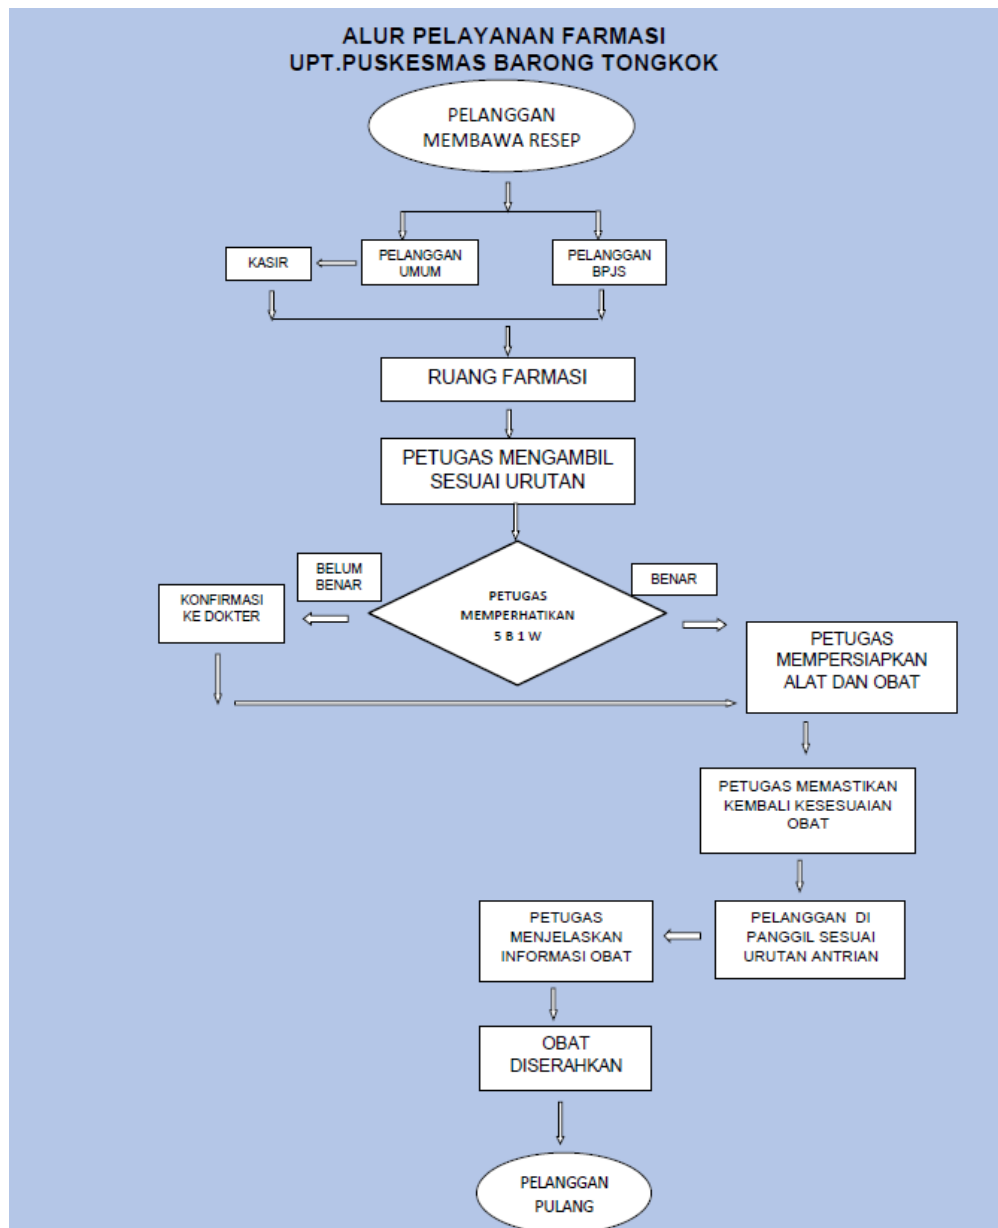 ALUR PELAYANAN FARMASI
UPT.PUSKESMAS BARONG TONGKOK
PELANGGAN
MEMBAWA RESEP
KASIR
PELANGGAN
UMUM
PELANGGAN
BPJS
RUANG FARMASI
PETUGAS MENGAMBIL
SESUAI URUTAN
BELUM
BENAR
BENAR
KONFIRMASI
KE DOKTER
PETUGAS
MEMPERHATIKAN
5 B 1 W
PETUGAS
MEMPERSIAPKAN
ALAT DAN OBAT
PETUGAS MEMASTIKAN
KEMBALI KESESUAIAN
OBAT
PETUGAS
MENJELASKAN
INFORMASI OBAT
PELANGGAN DI
PANGGIL SESUAI
URUTAN ANTRIAN
OBAT
DISERAHKAN
PELANGGAN
PULANG